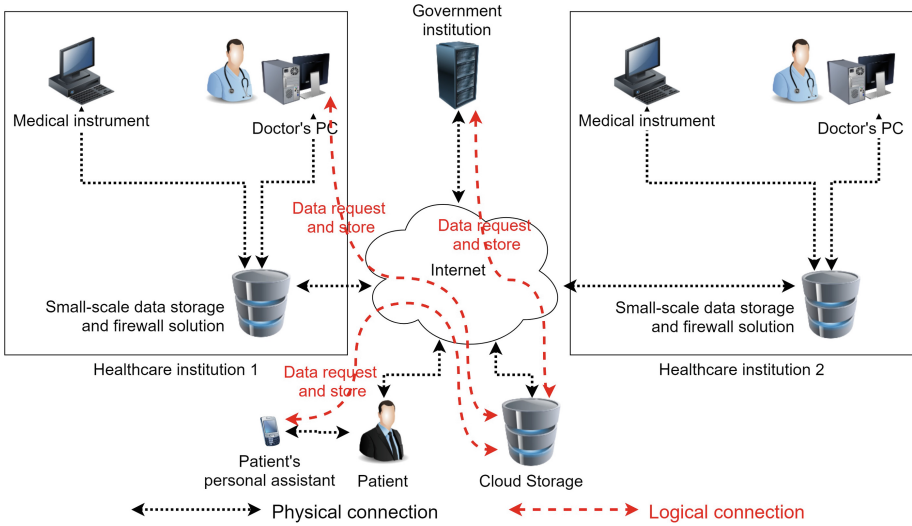 Government
institution
Medical instrument
Doctor's PC
Medical instrument
Doctor's PC
Data request
and store
Data request
and store
Internet
Small-scale data storage
and firewall solution
Small-scale data storage
and firewall solution
Healthcare institution 1
Healthcare institution 2
Data request
and store
Patient's
personal assistant
Patient
Cloud Storage
Physical connection
Logical connection